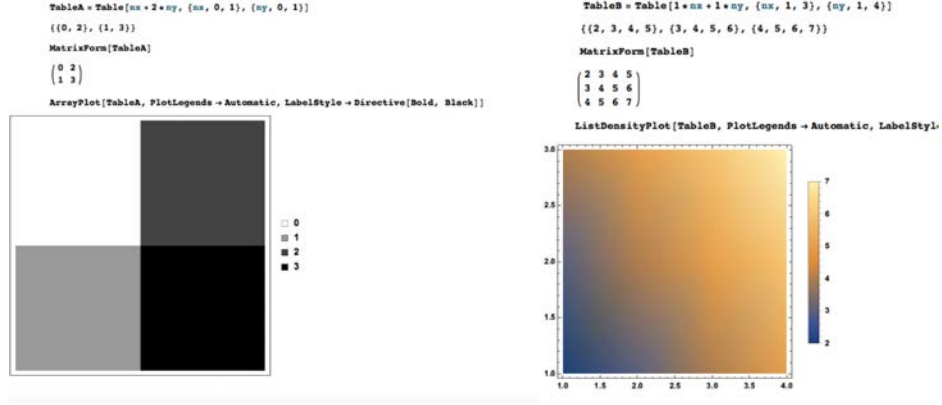 TableA = Table[nx + 2 * ny, {nx, 0, 1}, {ny, 0, 1}]
{{0, 2}, {1, 3}}
MatrixForm[TableA]
0 2
1 3
ArrayPlot[TableA, PlotLegends → Automatic, LabelStyle → Directive[Bold, Black]]
0
1
2
3
TableB = Table[1 * nx + 1 * ny, {nx, 1, 3}, {ny, 1, 4}]
{{2, 3, 4, 5}, {3, 4, 5, 6}, {4, 5, 6, 7}}
MatrixForm[TableB]
2 3 4 5
3 4 5 6
4 5 6 7
ListDensityPlot[TableB, PlotLegends → Automatic, LabelStyl
3.0
2.5
2.0
1.5
1.0
1.0 1.5 2.0 2.5 3.0 3.5 4.0
7
6
5
4
3
2